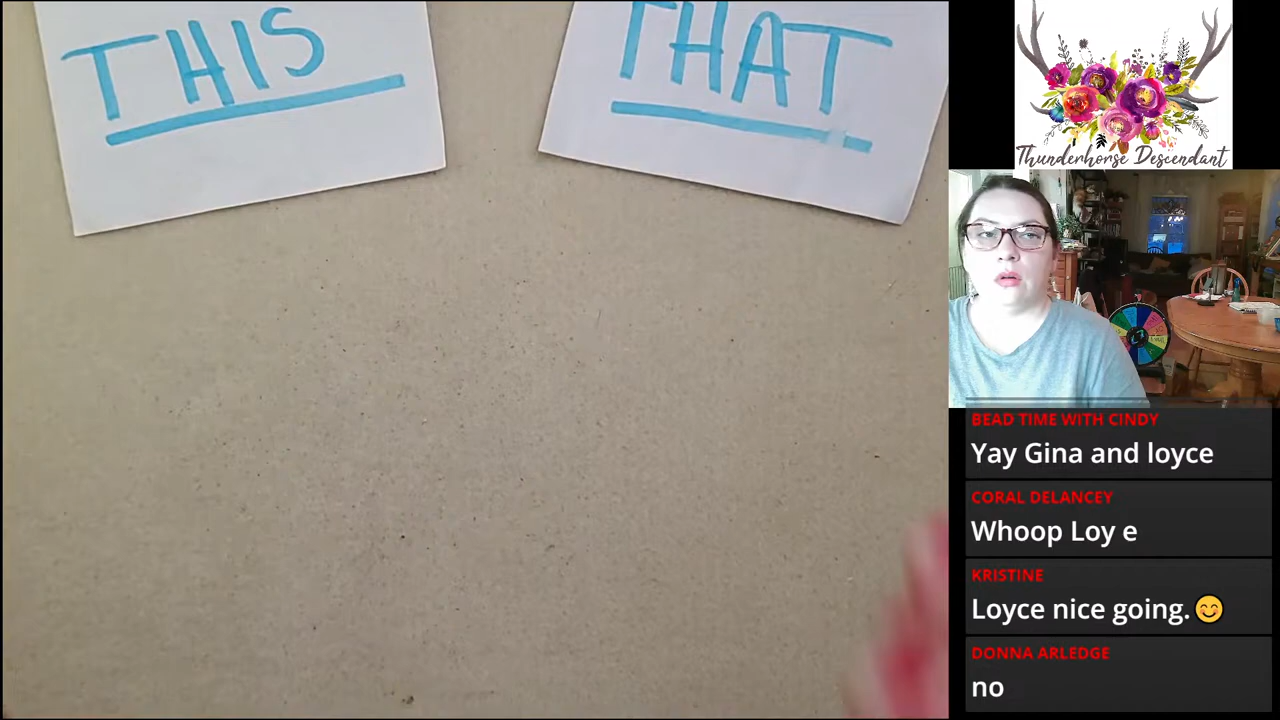 THIS
THAT
Thunderhorse Descendant
BEAD TIME WITH CINDY
Yay Gina and loyce
CORAL DELANCEY
Whoop Loy e
KRISTINE
Loyce nice going.😊
DONNA ARLEDGE
no